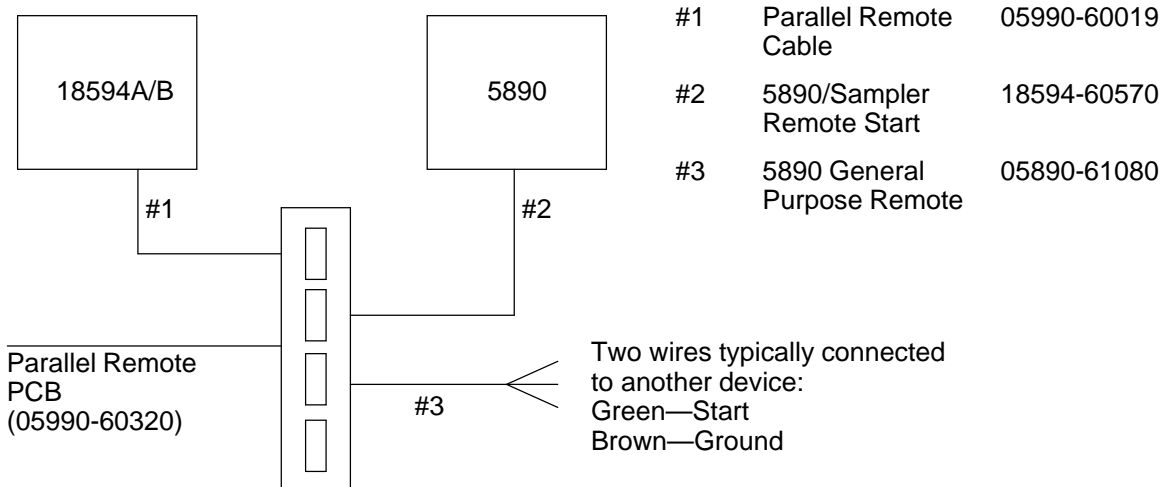 18594A/B
5890
#1 Parallel Remote 05990-60019
Cable
#2 5890/Sampler 18594-60570
Remote Start
#3 5890 General 05890-61080
Purpose Remote
#1
#2
Parallel Remote
PCB
(05990-60320)
#3
Two wires typically connected
to another device:
Green—Start
Brown—Ground